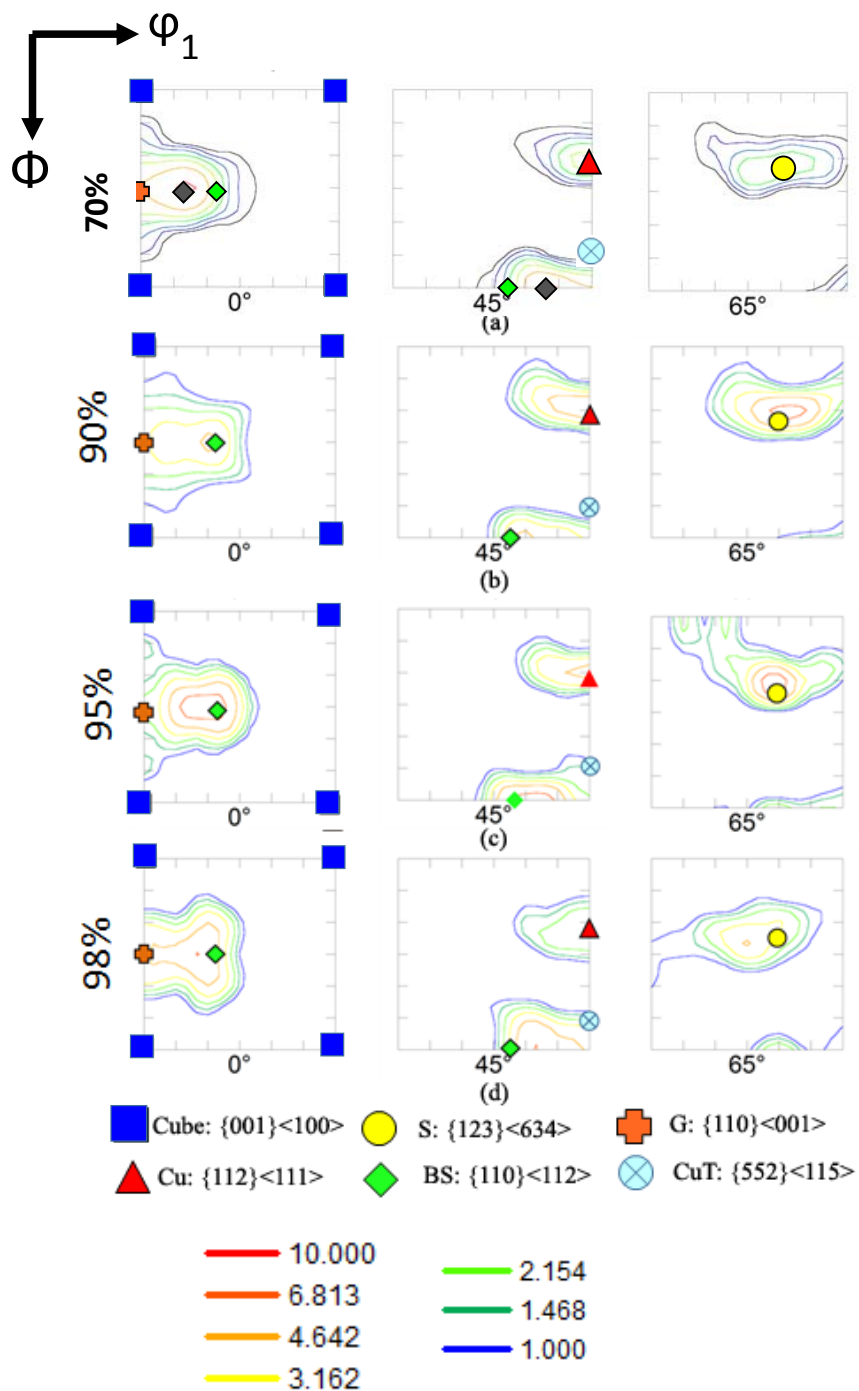 φ1
Φ
70%
0°
45°
65°
(a)
90%
0°
45°
65°
(b)
95%
0°
45°
65°
(c)
98%
0°
45°
65°
(d)
Cube: {001}<100>
S: {123}<634>
G: {110}<001>
Cu: {112}<111>
BS: {110}<112>
CuT: {552}<115>
10.000
6.813
4.642
3.162
2.154
1.468
1.000